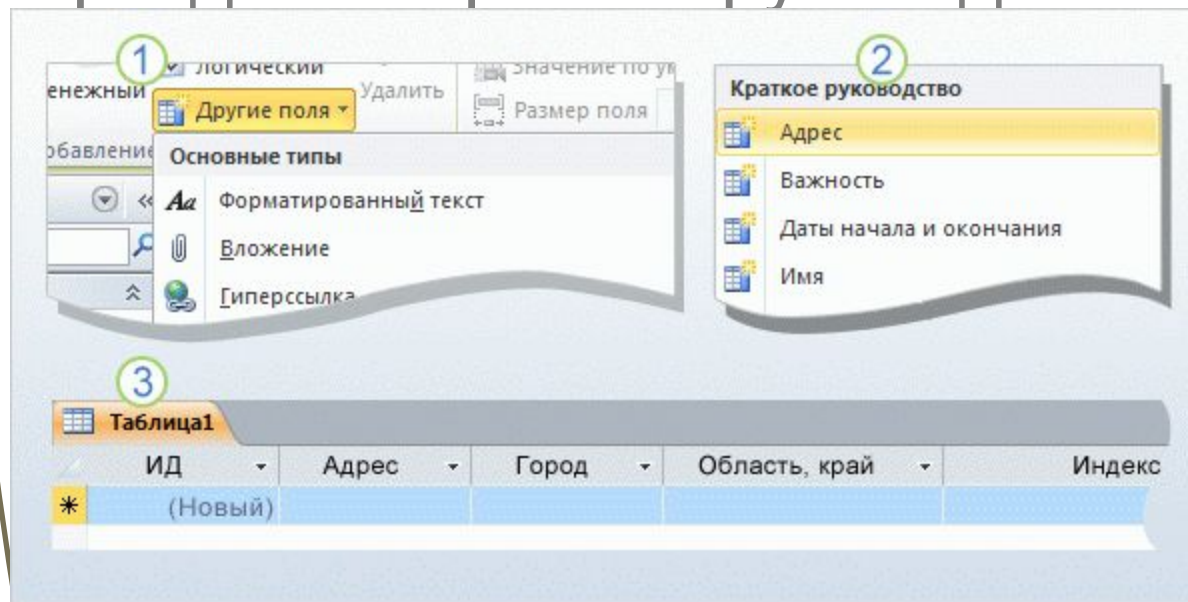 1
Логический
енежный
Удалить
Значение по ум
Другие поля
Размер поля
обавление
Основные типы
Aa Форматированный текст
Вложение
Гиперссылка
2
Краткое руководство
Адрес
Важность
Даты начала и окончания
Имя
3
Таблица1
ИД Адрес Город Область, край Индекс
* (Новый)